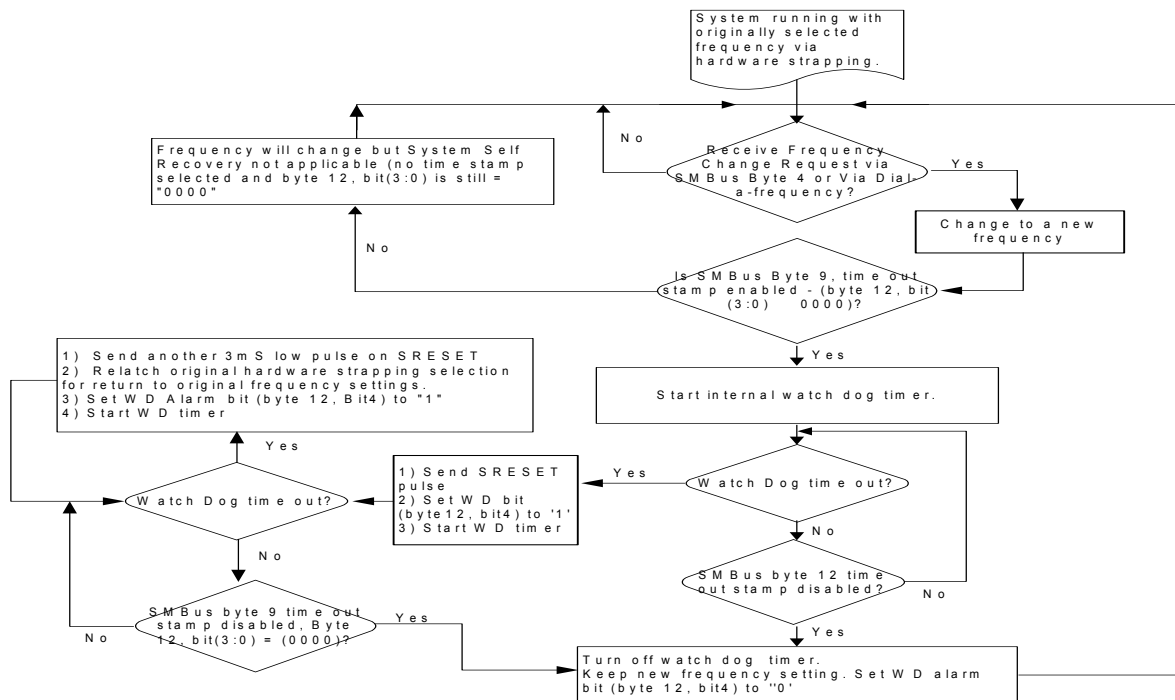 System running with
originally selected
frequency via
hardware strapping.
No
Receive Frequency
Change Request via
SMBus Byte 4 or Via Dial-
a-frequency?
Yes
Frequency will change but System Self
Recovery not applicable (no time stamp
selected and byte 12, bit(3:0) is still =
"0000"
Change to a new
frequency
No
Is SMBus Byte 9, time out
stamp enabled - (byte 12, bit
(3:0) 0000)?
Yes
1) Send another 3mS low pulse on SRESET
2) Relatch original hardware strapping selection
for return to original frequency settings.
3) Set WD Alarm bit (byte 12, Bit4) to "1"
4) Start WD timer
Start internal watch dog timer.
Yes
Watch Dog time out?
1) Send SRESET
pulse
2) Set WD bit
(byte12, bit4) to '1'
3) Start WD timer
Yes
Watch Dog time out?
No
No
SMBus byte 12 time
out stamp disabled?
No
SMBus byte 9 time out
stamp disabled, Byte
12, bit(3:0) = (0000)?
Yes
No
Yes
Turn off watch dog timer.
Keep new frequency setting. Set WD alarm
bit (byte 12, bit4) to ''0'